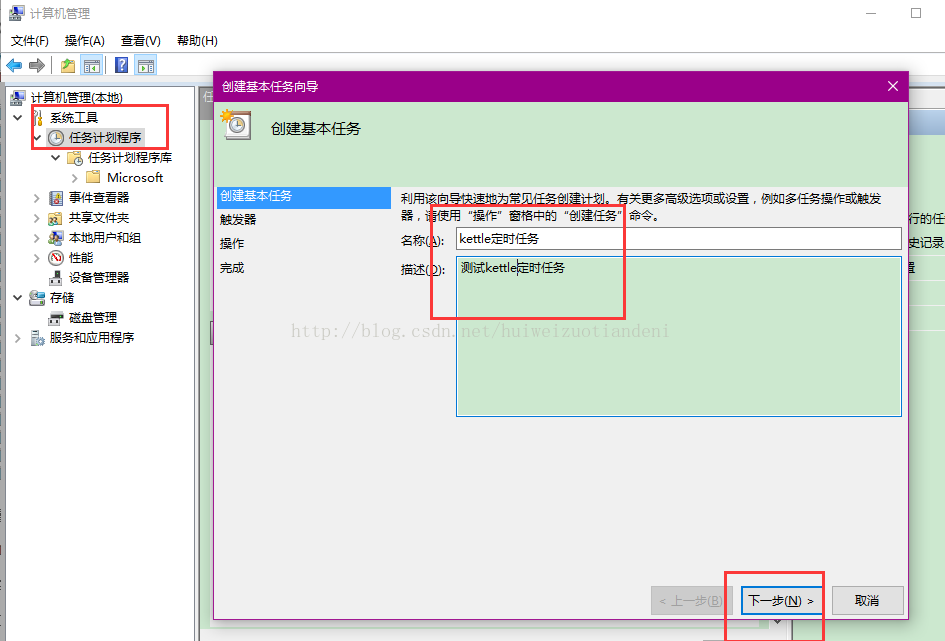 计算机管理
文件(F) 操作(A) 查看(V) 帮助(H)
计算机管理(本地)
系统工具
任务计划程序
任务计划程序库
Microsoft
事件查看器
共享文件夹
本地用户和组
性能
设备管理器
存储
磁盘管理
服务和应用程序
创建基本任务向导
创建基本任务
创建基本任务
触发器
操作
完成
利用该向导快速地为常见任务创建计划。有关更多高级选项或设置，例如多任务操作或触发
器，请使用“操作”窗格中的“创建任务”命令。
名称(A): kettle定时任务
描述(D): 测试kettle定时任务
http://blog.csdn.net/huiweizuotiandeni
行的任
史记录
置
< 上一步(B) 下一步(N) > 取消